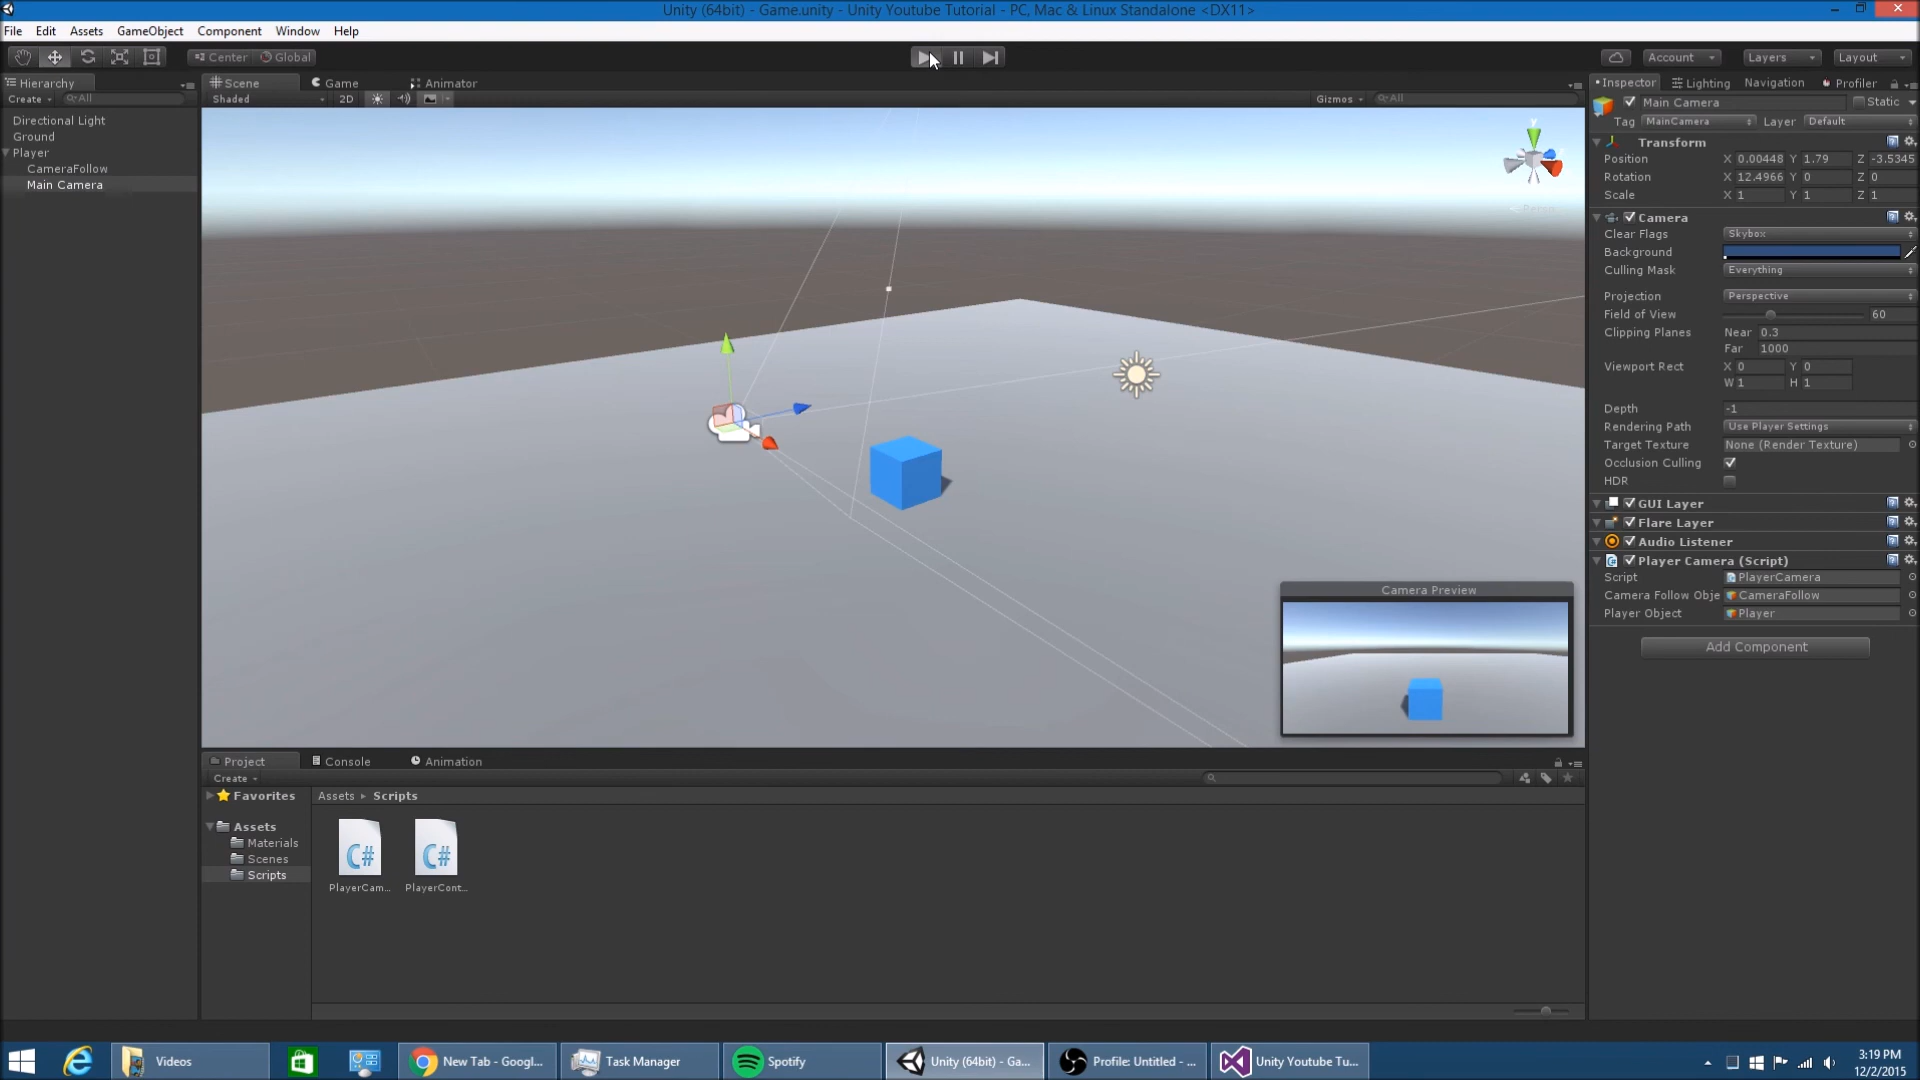 Unity (64bit) - Game.unity - Unity Youtube Tutorial - PC, Mac & Linux Standalone <DX11>
File Edit Assets GameObject Component Window Help
Center Global Account Layers Layout
Hierarchy
Create All
Directional Light
Ground
Player
CameraFollow
Main Camera
Scene Game Animator
Shaded 2D Gizmos All
y
Camera Preview
Inspector Lighting Navigation Profiler
Main Camera Static
Tag MainCamera Layer Default
Transform
Position X 0.00448 Y 1.79 Z -3.5345
Rotation X 12.4966 Y 0 Z 0
Scale X 1 Y 1 Z 1
Camera
Clear Flags Skybox
Background
Culling Mask Everything
Projection Perspective
Field of View 60
Clipping Planes Near 0.3
Far 1000
Viewport Rect X 0 Y 0
W 1 H 1
Depth -1
Rendering Path Use Player Settings
Target Texture None (Render Texture)
Occlusion Culling
HDR
GUI Layer
Flare Layer
Audio Listener
Player Camera (Script)
Script PlayerCamera
Camera Follow Obje CameraFollow
Player Object Player
Add Component
Project Console Animation
Create
Favorites
Assets
Materials
Scenes
Scripts
Assets Scripts
C# C#
PlayerCam... PlayerCont...
Videos New Tab - Googl... Task Manager Spotify Unity (64bit) - Ga... Profile: Untitled - ... Unity Youtube Tu...
3:19 PM
12/2/2015